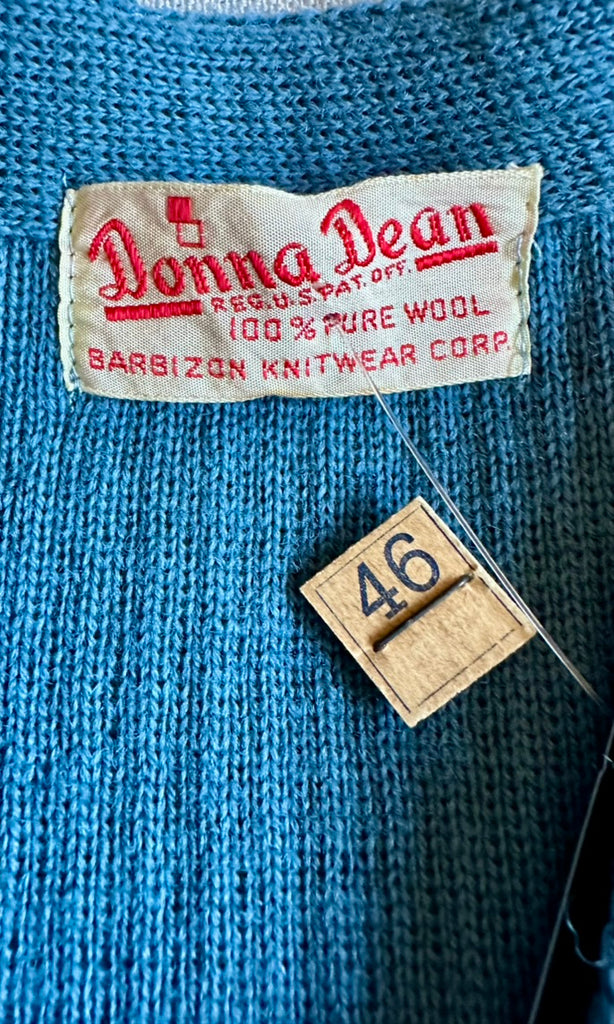 Donna Dean
REG. U.S. PAT. OFF.
100% PURE WOOL
BARBIZON KNITWEAR CORP.
46